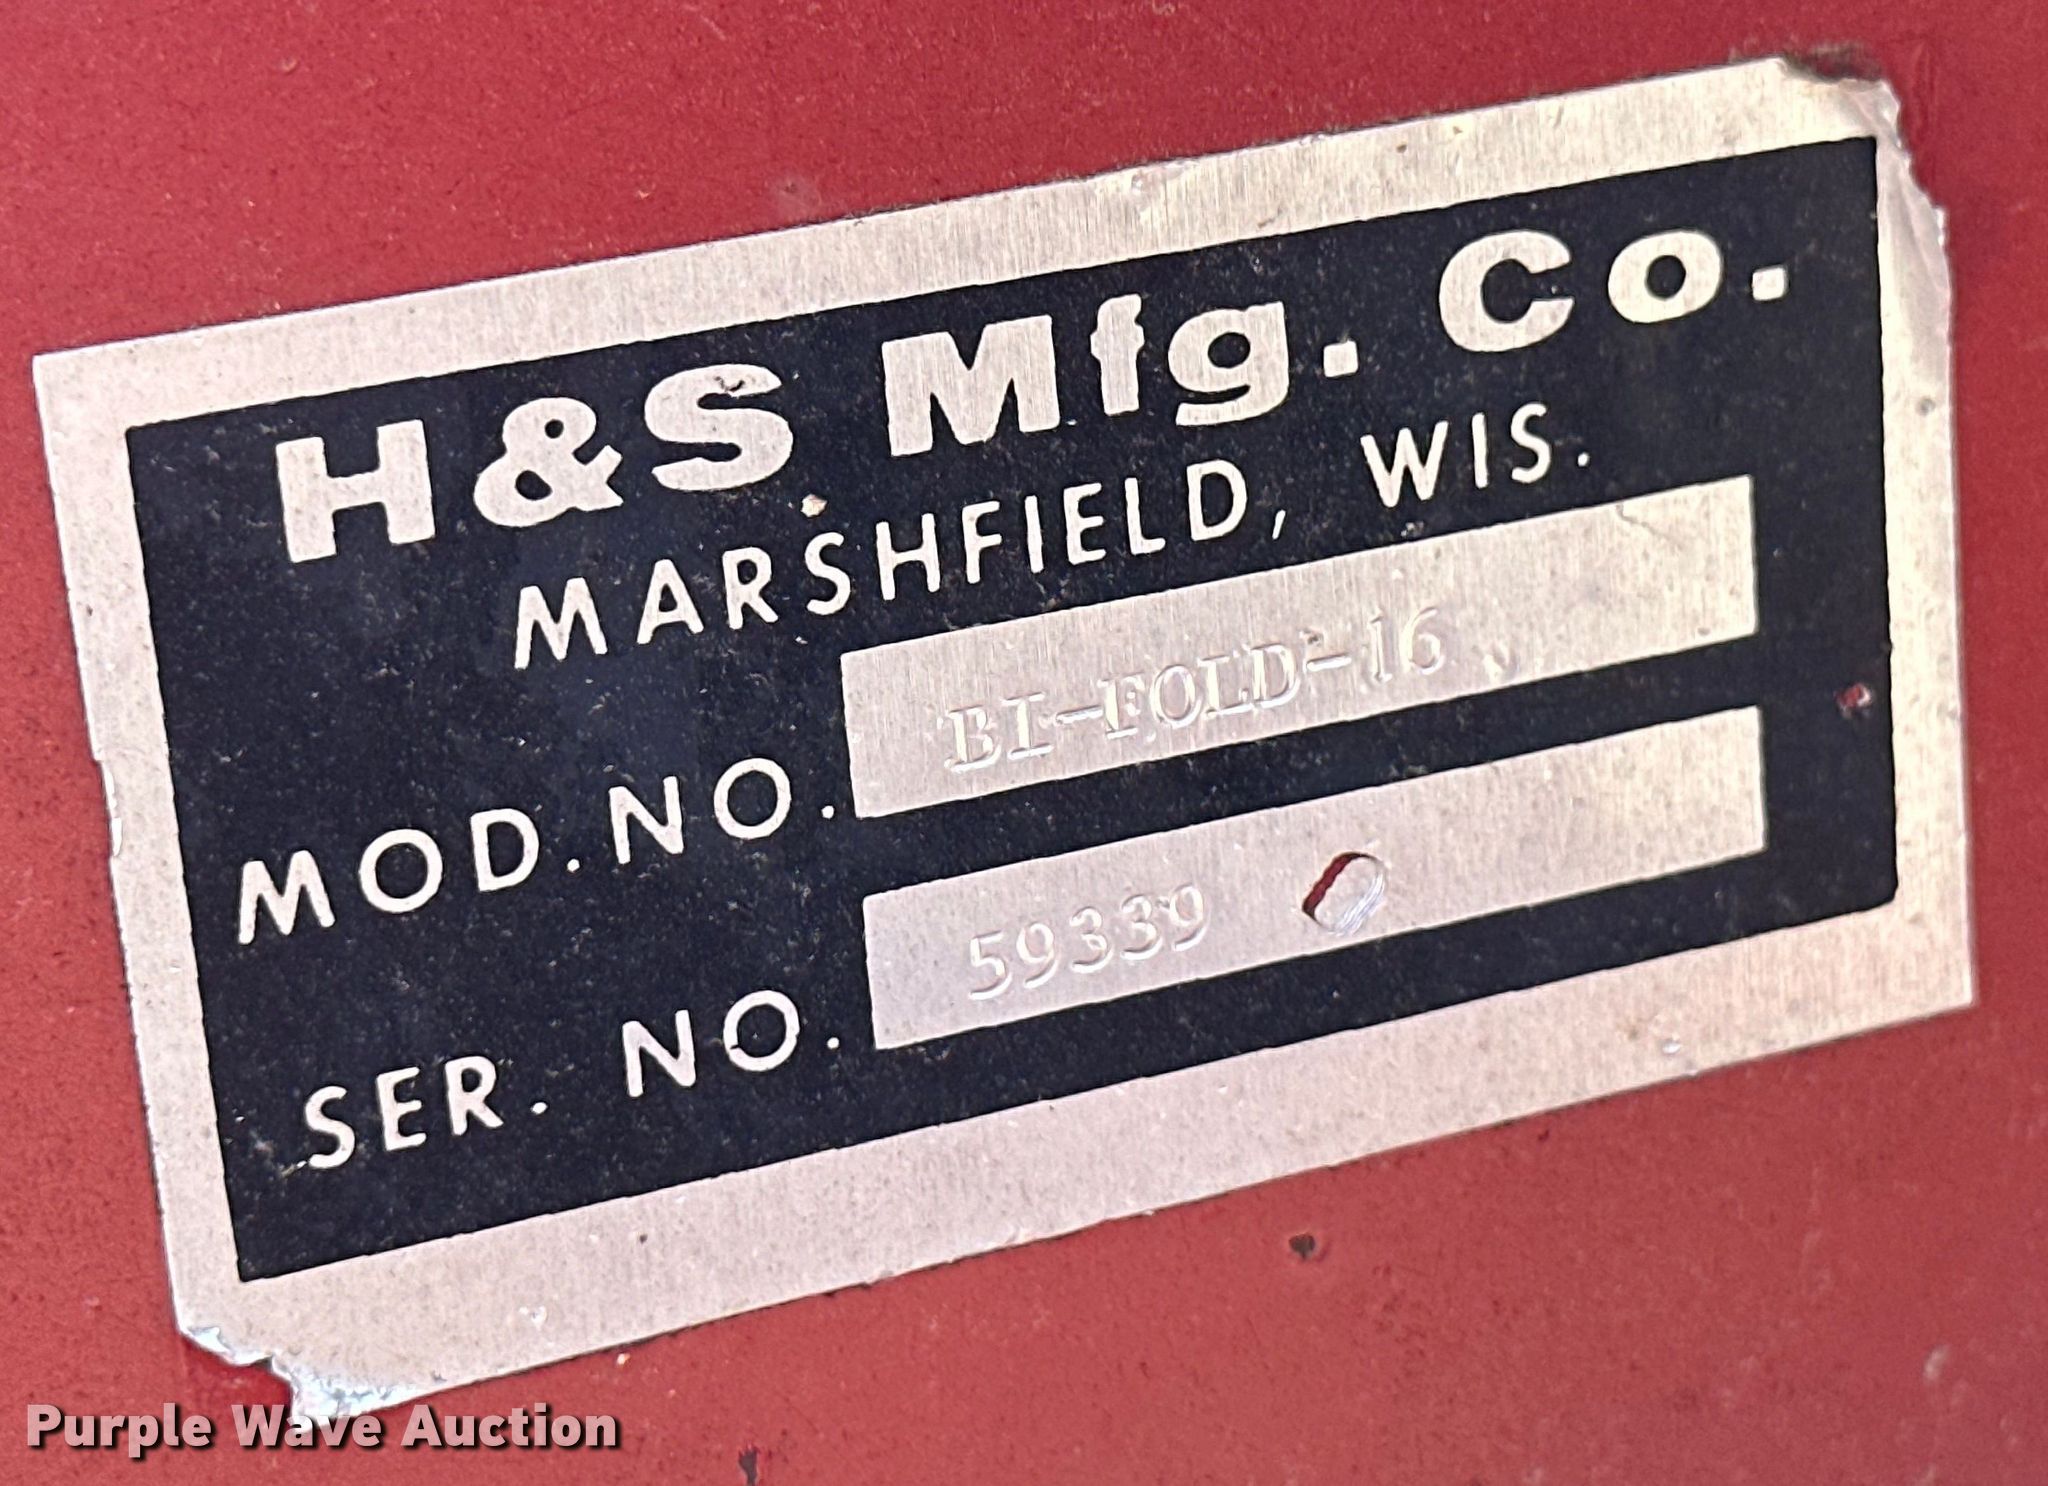 H&S Mfg. Co.
MARSHFIELD, WIS.
MOD. NO. BI-FOLD-16
SER. NO. 59339
Purple Wave Auction